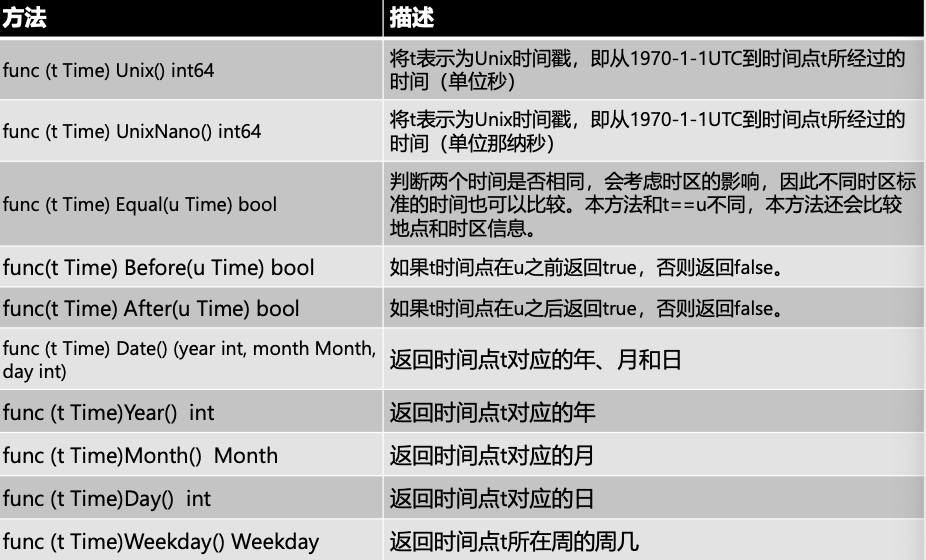 方法
描述
func (t Time) Unix() int64
将t表示为Unix时间戳，即从1970-1-1UTC到时间点t所经过的
时间（单位秒）
func (t Time) UnixNano() int64
将t表示为Unix时间戳，即从1970-1-1UTC到时间点t所经过的
时间（单位那纳秒）
func (t Time) Equal(u Time) bool
判断两个时间是否相同，会考虑时区的影响，因此不同时区标
准的时间也可以比较。本方法和t==u不同，本方法还会比较
地点和时区信息。
func(t Time) Before(u Time) bool
如果t时间点在u之前返回true，否则返回false。
func(t Time) After(u Time) bool
如果t时间点在u之后返回true，否则返回false。
func (t Time) Date() (year int, month Month,
day int)
返回时间点t对应的年、月和日
func (t Time)Year()  int
返回时间点t对应的年
func (t Time)Month()  Month
返回时间点t对应的月
func (t Time)Day()  int
返回时间点t对应的日
func (t Time)Weekday() Weekday
返回时间点t所在周的周几